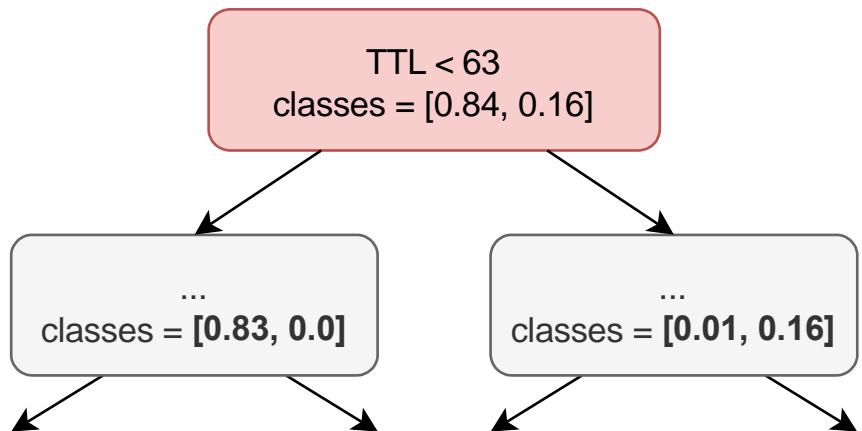 TTL < 63
classes = [0.84, 0.16]
...
classes = [0.83, 0.0]
...
classes = [0.01, 0.16]